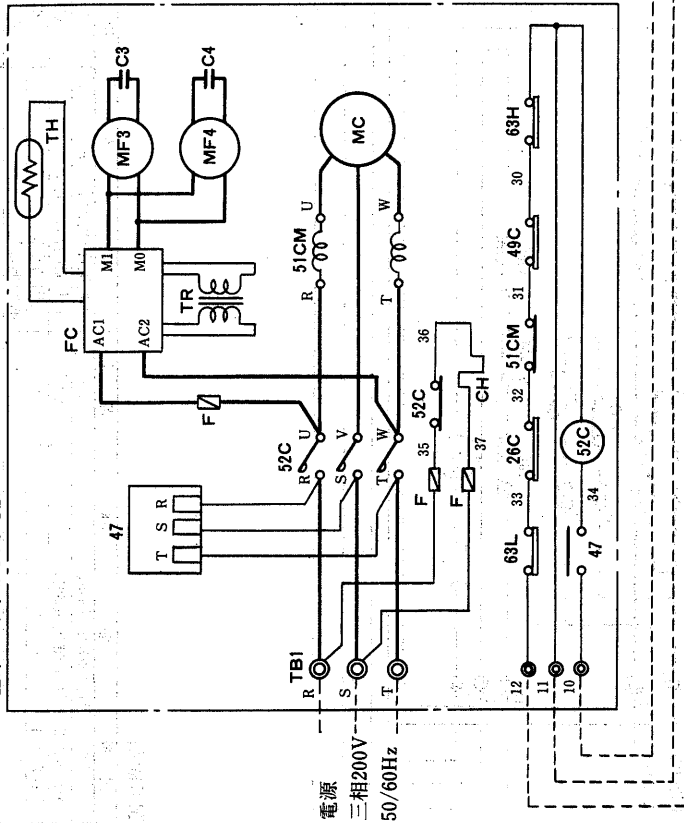 TH
C3
MF3
C4
MF4
FC
M1
M0
AC1
AC2
TR
MC
F
51CM
U
R
W
T
47
R
S
T
52C
U
R
V
S
W
T
36
52C
35
CH
37
F
F
TB1
R
S
T
電源
三相200V
50/60Hz
63H
30
49C
31
51CM
32
26C
33
63L
12
11
10
52C
34
47